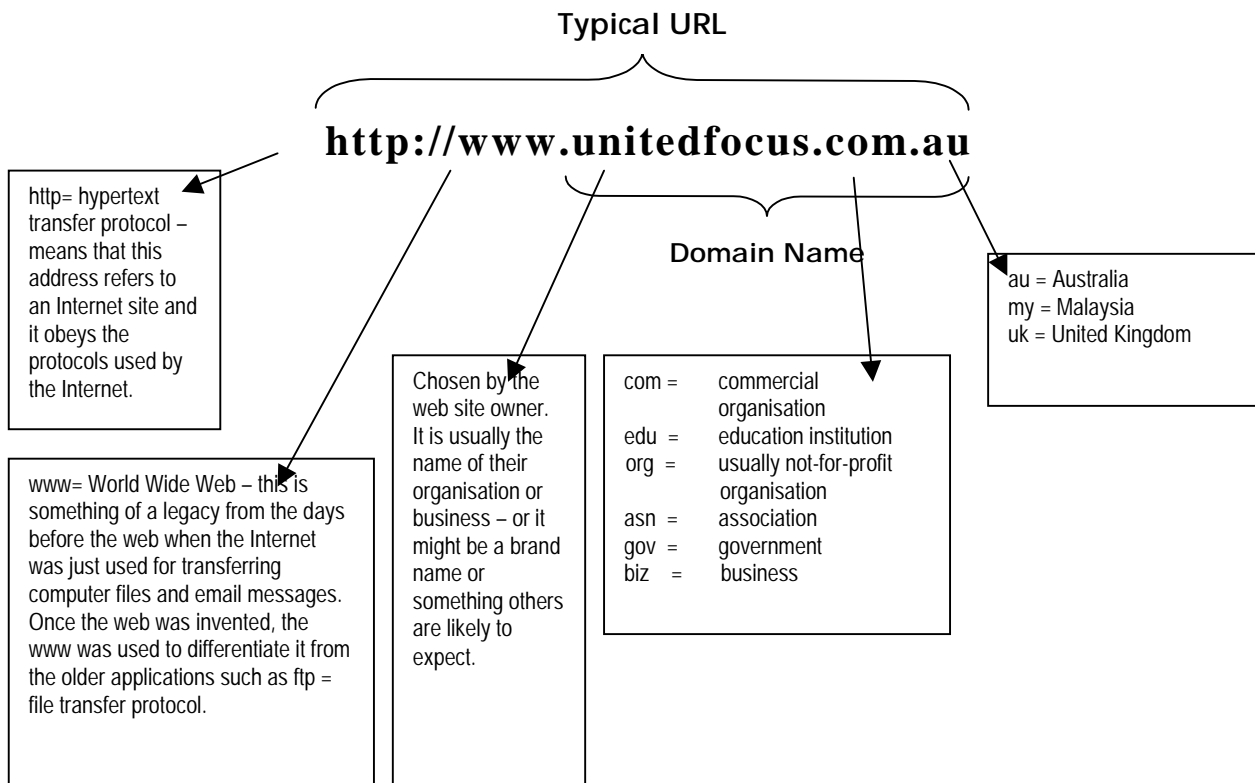 Typical URL
http://www.unitedfocus.com.au
Domain Name
http= hypertext
transfer protocol –
means that this
address refers to
an Internet site and
it obeys the
protocols used by
the Internet.
www= World Wide Web – this is
something of a legacy from the days
before the web when the Internet
was just used for transferring
computer files and email messages.
Once the web was invented, the
www was used to differentiate it from
the older applications such as ftp =
file transfer protocol.
Chosen by the
web site owner.
It is usually the
name of their
organisation or
business – or it
might be a brand
name or
something others
are likely to
expect.
com = commercial
organisation
edu = education institution
org = usually not-for-profit
organisation
asn = association
gov = government
biz = business
au = Australia
my = Malaysia
uk = United Kingdom